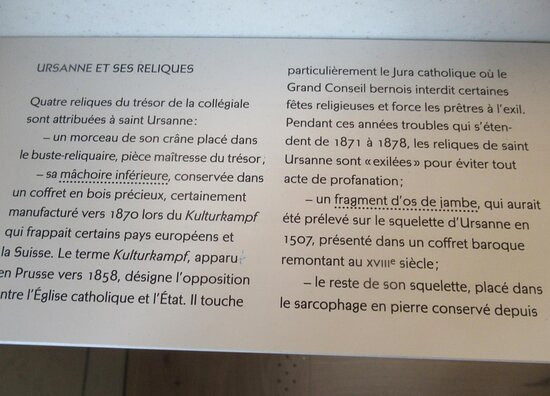 URSANNE ET SES RELIQUES
Quatre reliques du trésor de la collégiale
sont attribuées à saint Ursanne :
– un morceau de son crâne placé dans
le buste-reliquaire, pièce maîtresse du trésor ;
– sa mâchoire inférieure, conservée dans
un coffret en bois précieux, certainement
manufacturé vers 1870 lors du Kulturkampf
qui frappait certains pays européens et
la Suisse. Le terme Kulturkampf, apparu
en Prusse vers 1858, désigne l'opposition
ntre l'Église catholique et l'État. Il touche
particulièrement le Jura catholique où le
Grand Conseil bernois interdit certaines
fêtes religieuses et force les prêtres à l'exil.
Pendant ces années troubles qui s'éten-
dent de 1871 à 1878, les reliques de saint
Ursanne sont «exilées» pour éviter tout
acte de profanation ;
– un fragment d'os de jambe, qui aurait
été prélevé sur le squelette d'Ursanne en
1507, présenté dans un coffret baroque
remontant au XVIIIe siècle ;
– le reste de son squelette, placé dans
le sarcophage en pierre conservé depuis